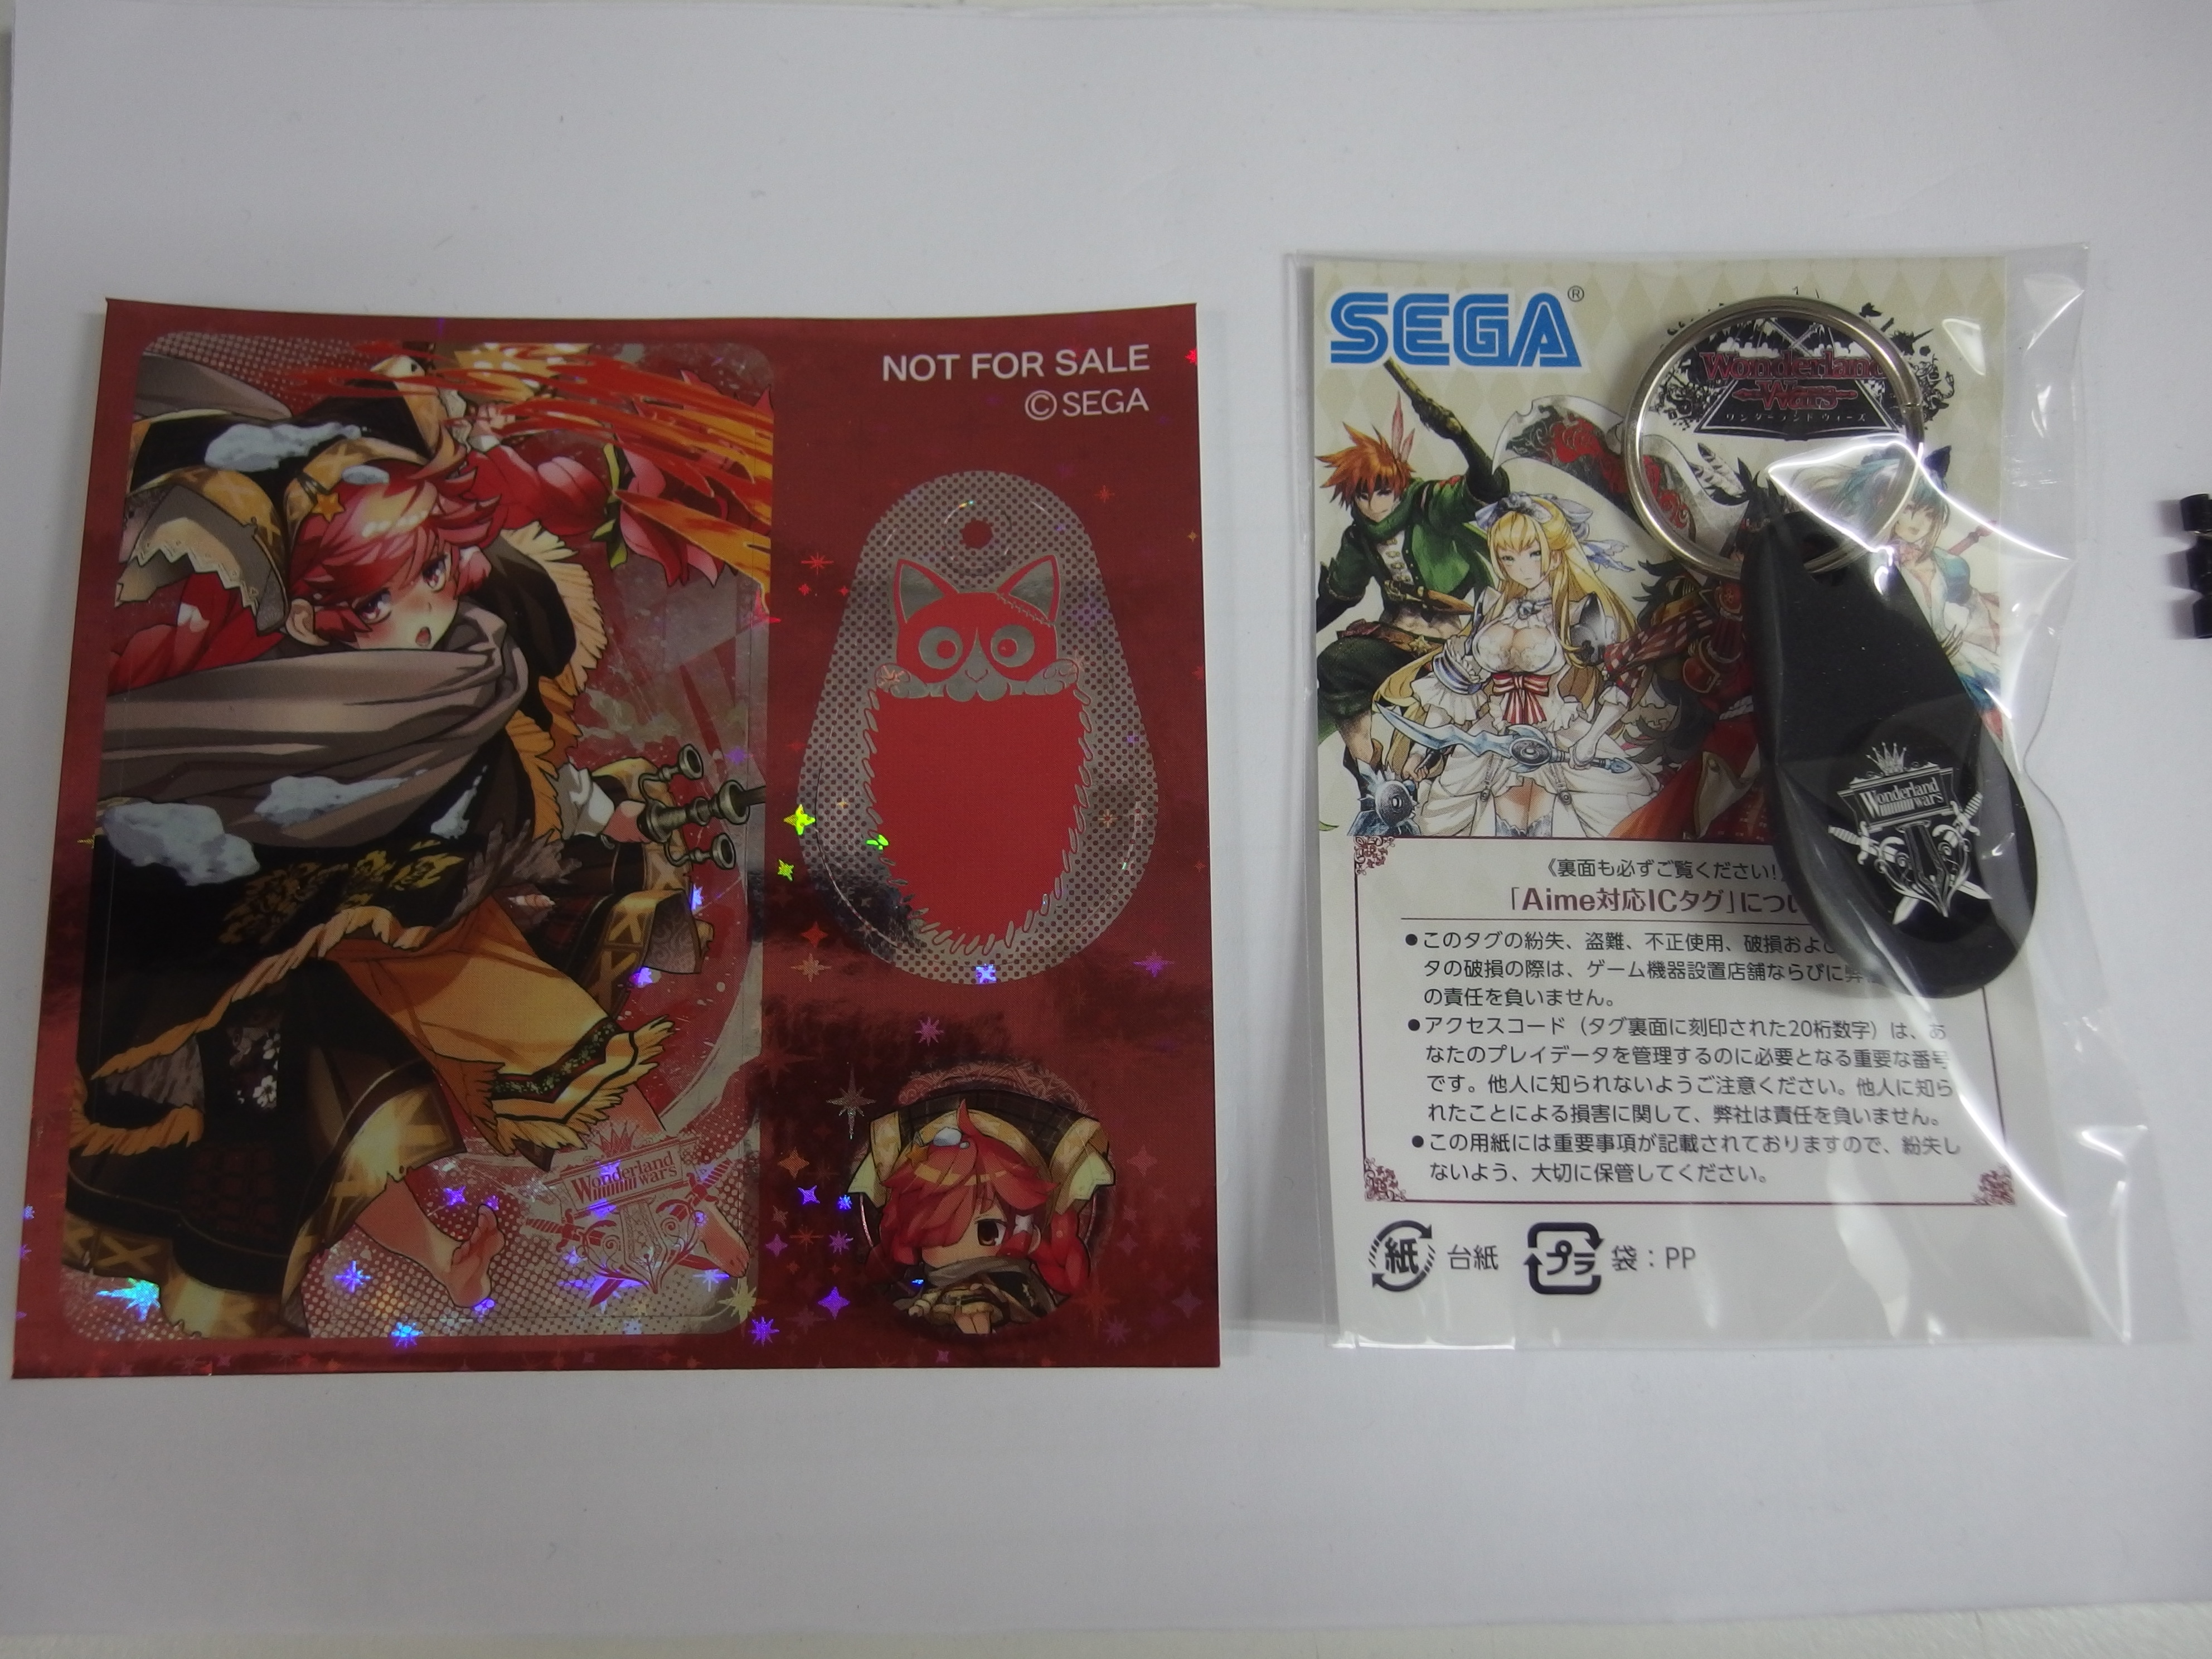 NOT FOR SALE
©SEGA
Wonderland
wars
SEGA®
Wonderland
Wars
ワンダーランドウォーズ
Wonderland
wars
《裏面も必ずご覧ください!
「Aime対応ICタグ」につい
●このタグの紛失、盗難、不正使用、破損およ
タの破損の際は、ゲーム機器設置店舗ならびに弊
の責任を負いません。
●アクセスコード（タグ裏面に刻印された20桁数字）は、あ
なたのプレイデータを管理するのに必要となる重要な番号
です。他人に知られないようご注意ください。他人に知ら
れたことによる損害に関して、弊社は責任を負いません。
●この用紙には重要事項が記載されておりますので、紛失し
ないよう、大切に保管してください。
紙 台紙 プラ 袋：PP